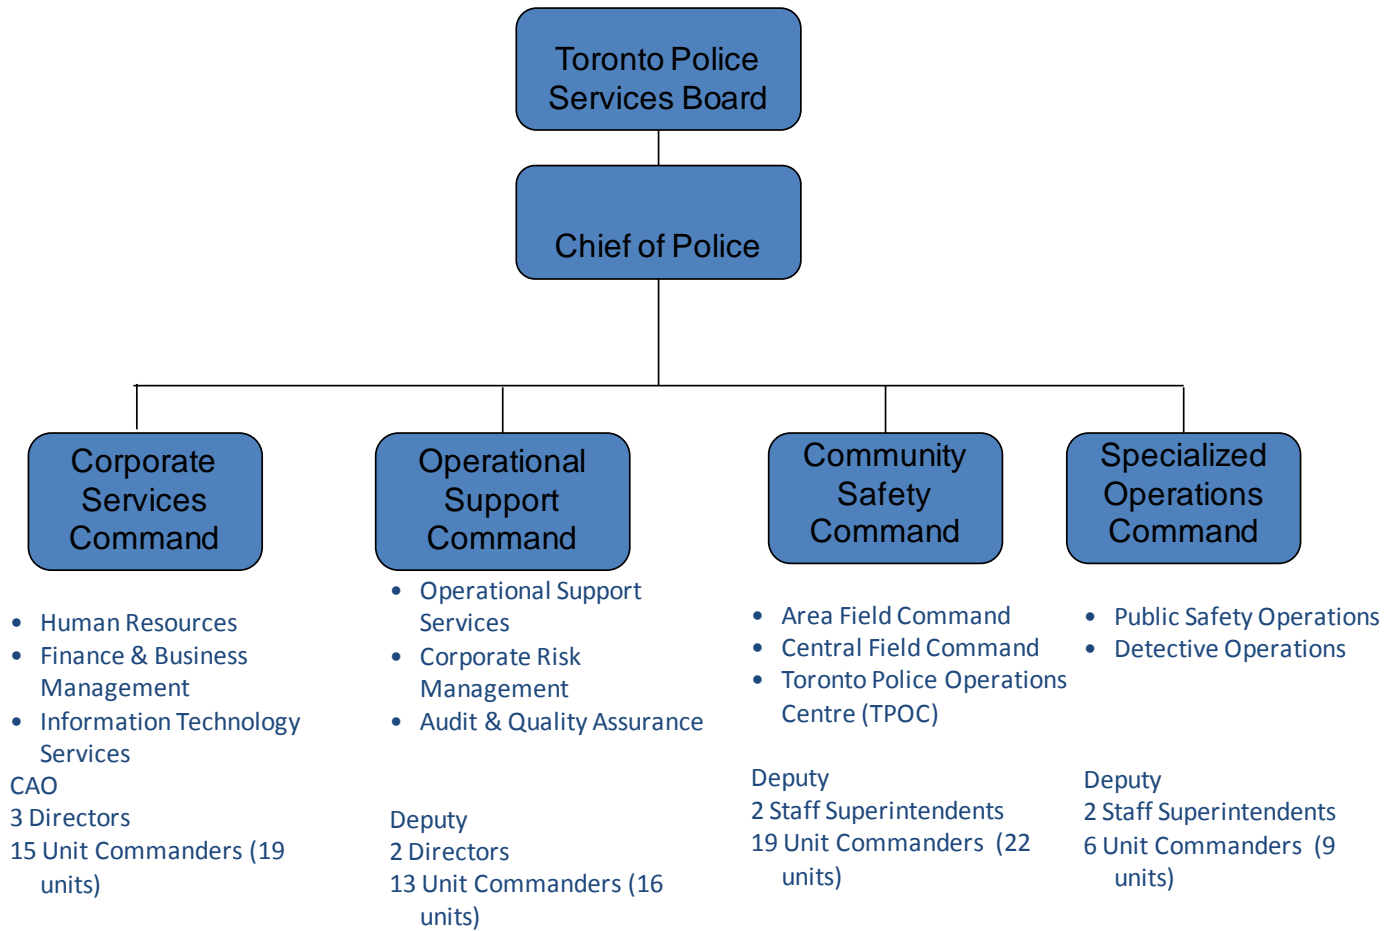 Toronto Police
Services Board
Chief of Police
Corporate
Services
Command
• Human Resources
• Finance & Business
Management
• Information Technology
Services
CAO
3 Directors
15 Unit Commanders (19
units)
Operational
Support
Command
• Operational Support
Services
• Corporate Risk
Management
• Audit & Quality Assurance
Deputy
2 Directors
13 Unit Commanders (16
units)
Community
Safety
Command
• Area Field Command
• Central Field Command
• Toronto Police Operations
Centre (TPOC)
Deputy
2 Staff Superintendents
19 Unit Commanders (22
units)
Specialized
Operations
Command
• Public Safety Operations
• Detective Operations
Deputy
2 Staff Superintendents
6 Unit Commanders (9
units)